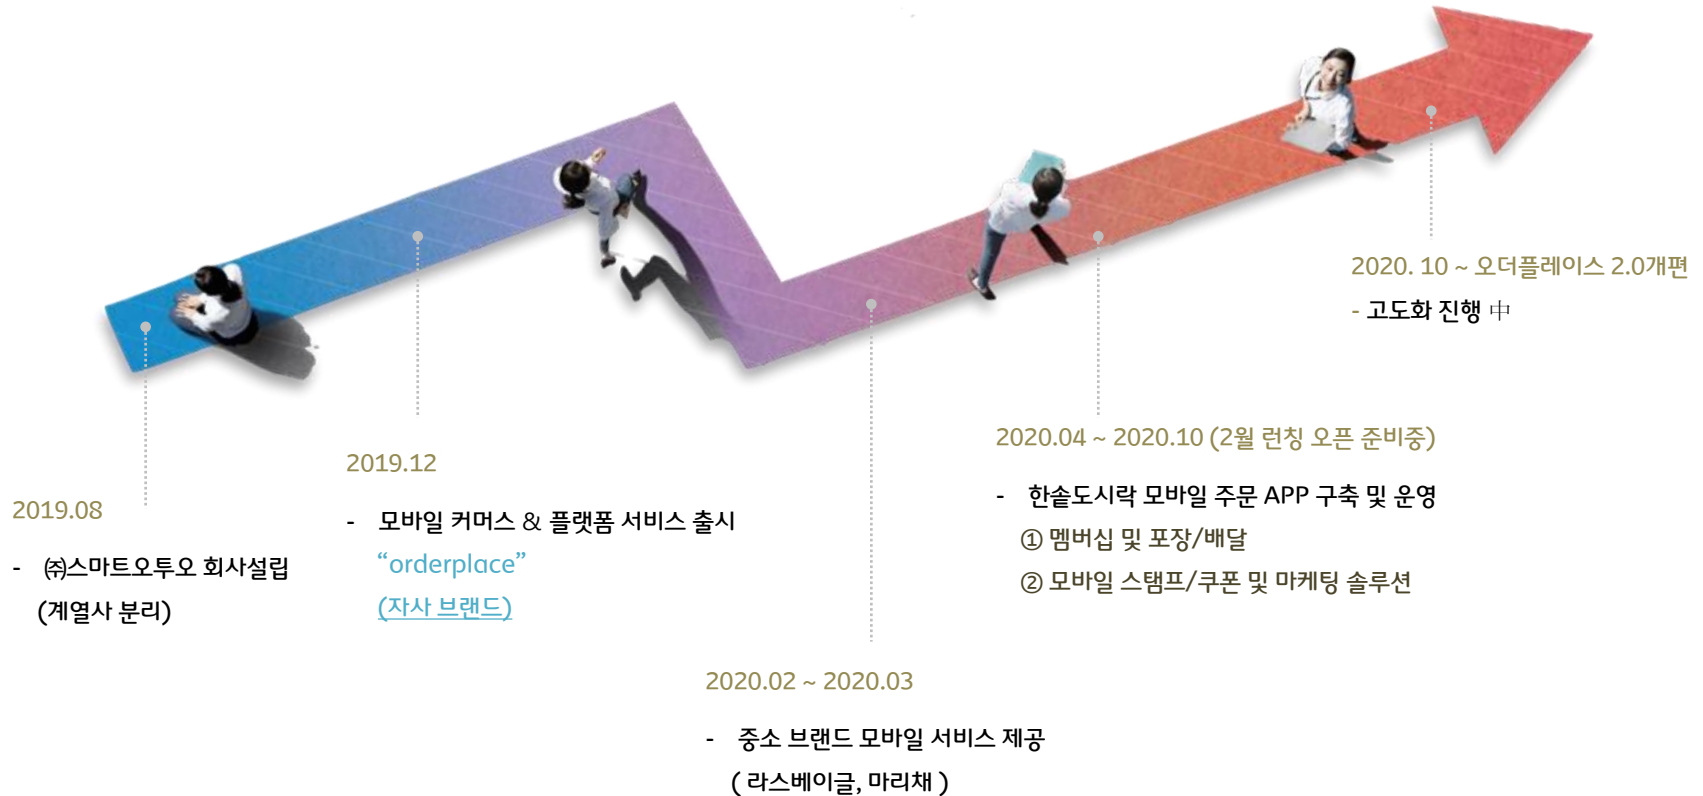 2019.08
- ㈜스마트오투오 회사설립
(계열사 분리)
2019.12
- 모바일 커머스 & 플랫폼 서비스 출시
“orderplace”
(자사 브랜드)
2020.02 ~ 2020.03
- 중소 브랜드 모바일 서비스 제공
( 라스베이글, 마리채 )
2020.04 ~ 2020.10 (2월 런칭 오픈 준비중)
- 한솥도시락 모바일 주문 APP 구축 및 운영
① 멤버십 및 포장/배달
② 모바일 스탬프/쿠폰 및 마케팅 솔루션
2020. 10 ~ 오더플레이스 2.0개편
- 고도화 진행 中